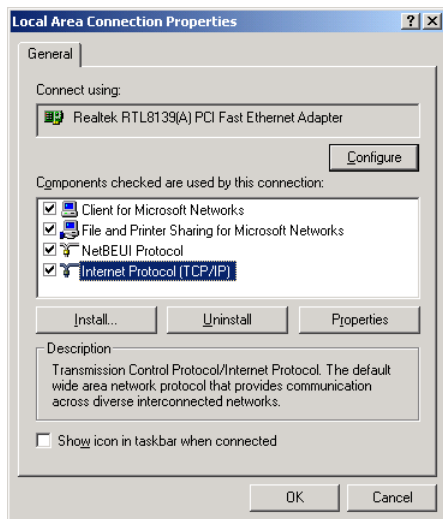 Local Area Connection Properties
General
Connect using:
Realtek RTL8139(A) PCI Fast Ethernet Adapter
Configure
Components checked are used by this connection:
Client for Microsoft Networks
File and Printer Sharing for Microsoft Networks
NetBEUI Protocol
Internet Protocol (TCP/IP)
Install... Uninstall Properties
Description
Transmission Control Protocol/Internet Protocol. The default
wide area network protocol that provides communication
across diverse interconnected networks.
Show icon in taskbar when connected
OK Cancel